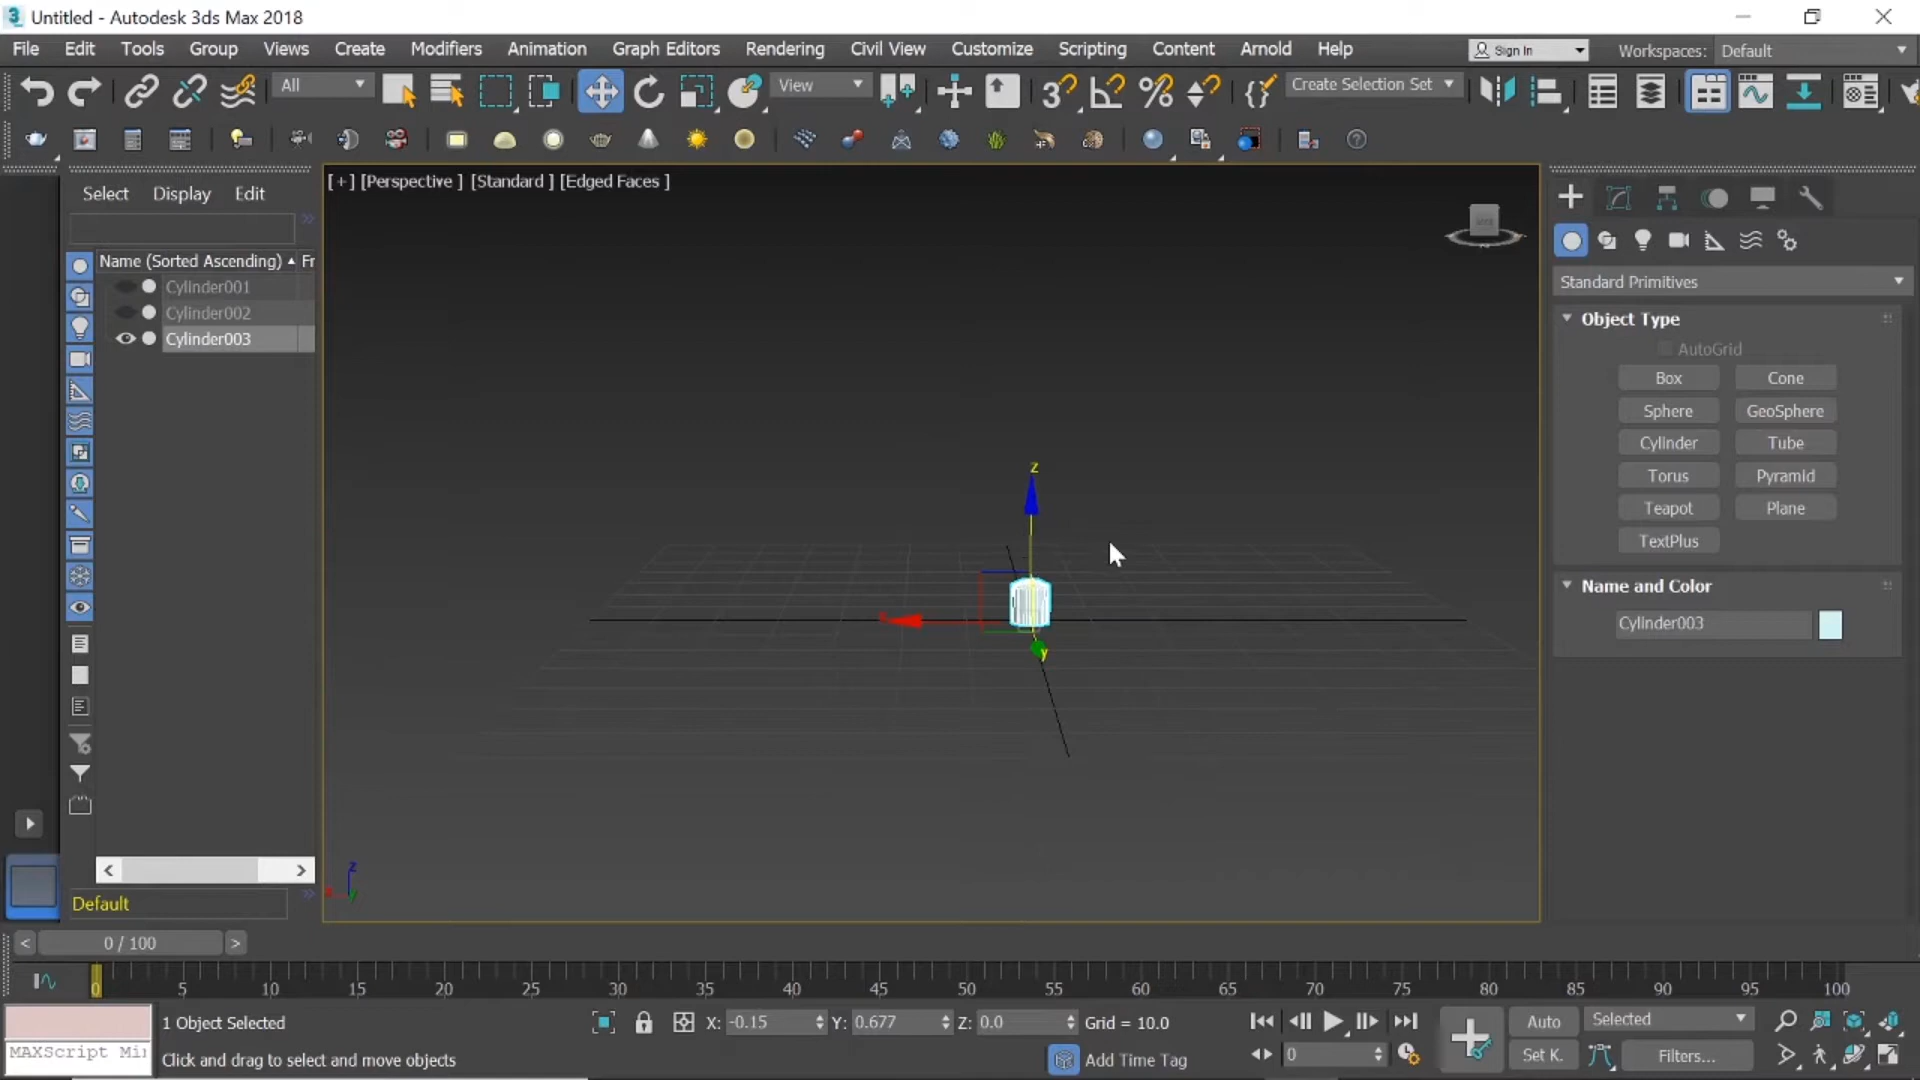 3 Untitled - Autodesk 3ds Max 2018
File Edit Tools Group Views Create Modifiers Animation Graph Editors Rendering Civil View Customize Scripting Content Arnold Help Sign In Workspaces: Default
All View Create Selection Set
[ + ] [Perspective ] [Standard ] [Edged Faces ]
Select Display Edit
Name (Sorted Ascending) Fr
Cylinder001
Cylinder002
Cylinder003
Standard Primitives
Object Type
AutoGrid
Box Cone
Sphere GeoSphere
Cylinder Tube
Torus Pyramid
Teapot Plane
TextPlus
Name and Color
Cylinder003
z
y
z
Default
0 / 100
0 5 10 15 20 25 30 35 40 45 50 55 60 65 70 75 80 85 90 95 100
1 Object Selected X: -0.15 Y: 0.677 Z: 0.0 Grid = 10.0 Auto Selected
MAXScript Mi Click and drag to select and move objects Add Time Tag 0 Set K. Filters...